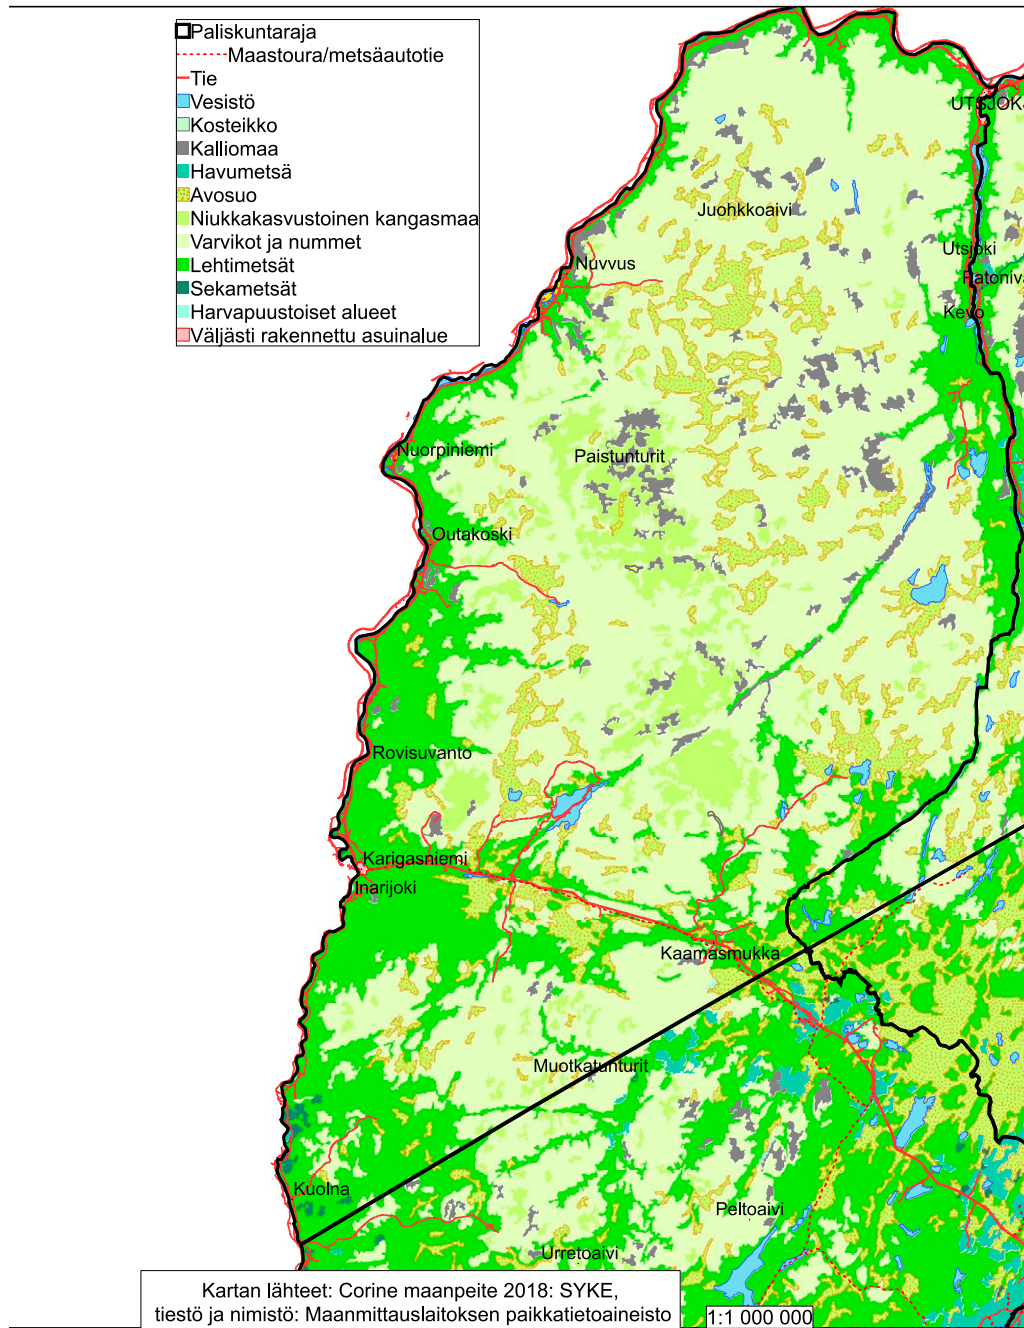 Paliskuntaraja
Maastoura/metsäautotie
Tie
Vesistö
Kosteikko
Kalliomaa
Havumetsä
Avosuo
Niukkakasvustoinen kangasmaa
Varvikot ja nummet
Lehtimetsät
Sekametsät
Harvapuustoiset alueet
Väljästi rakennettu asuinalue
Juohkkoaivi
Utsjoki
Nuvvus
Kevo
Nuorpiniemi
Paistunturit
Outakoski
Rovisuvanto
Karigasniemi
Inarijoki
Kaamasmukka
Muotkatunturit
Kuolna
Peltoaivi
Urretoaivi
Kartan lähteet: Corine maanpeite 2018: SYKE,
tiestö ja nimistö: Maanmittauslaitoksen paikkatietoaineisto
1:1 000 000